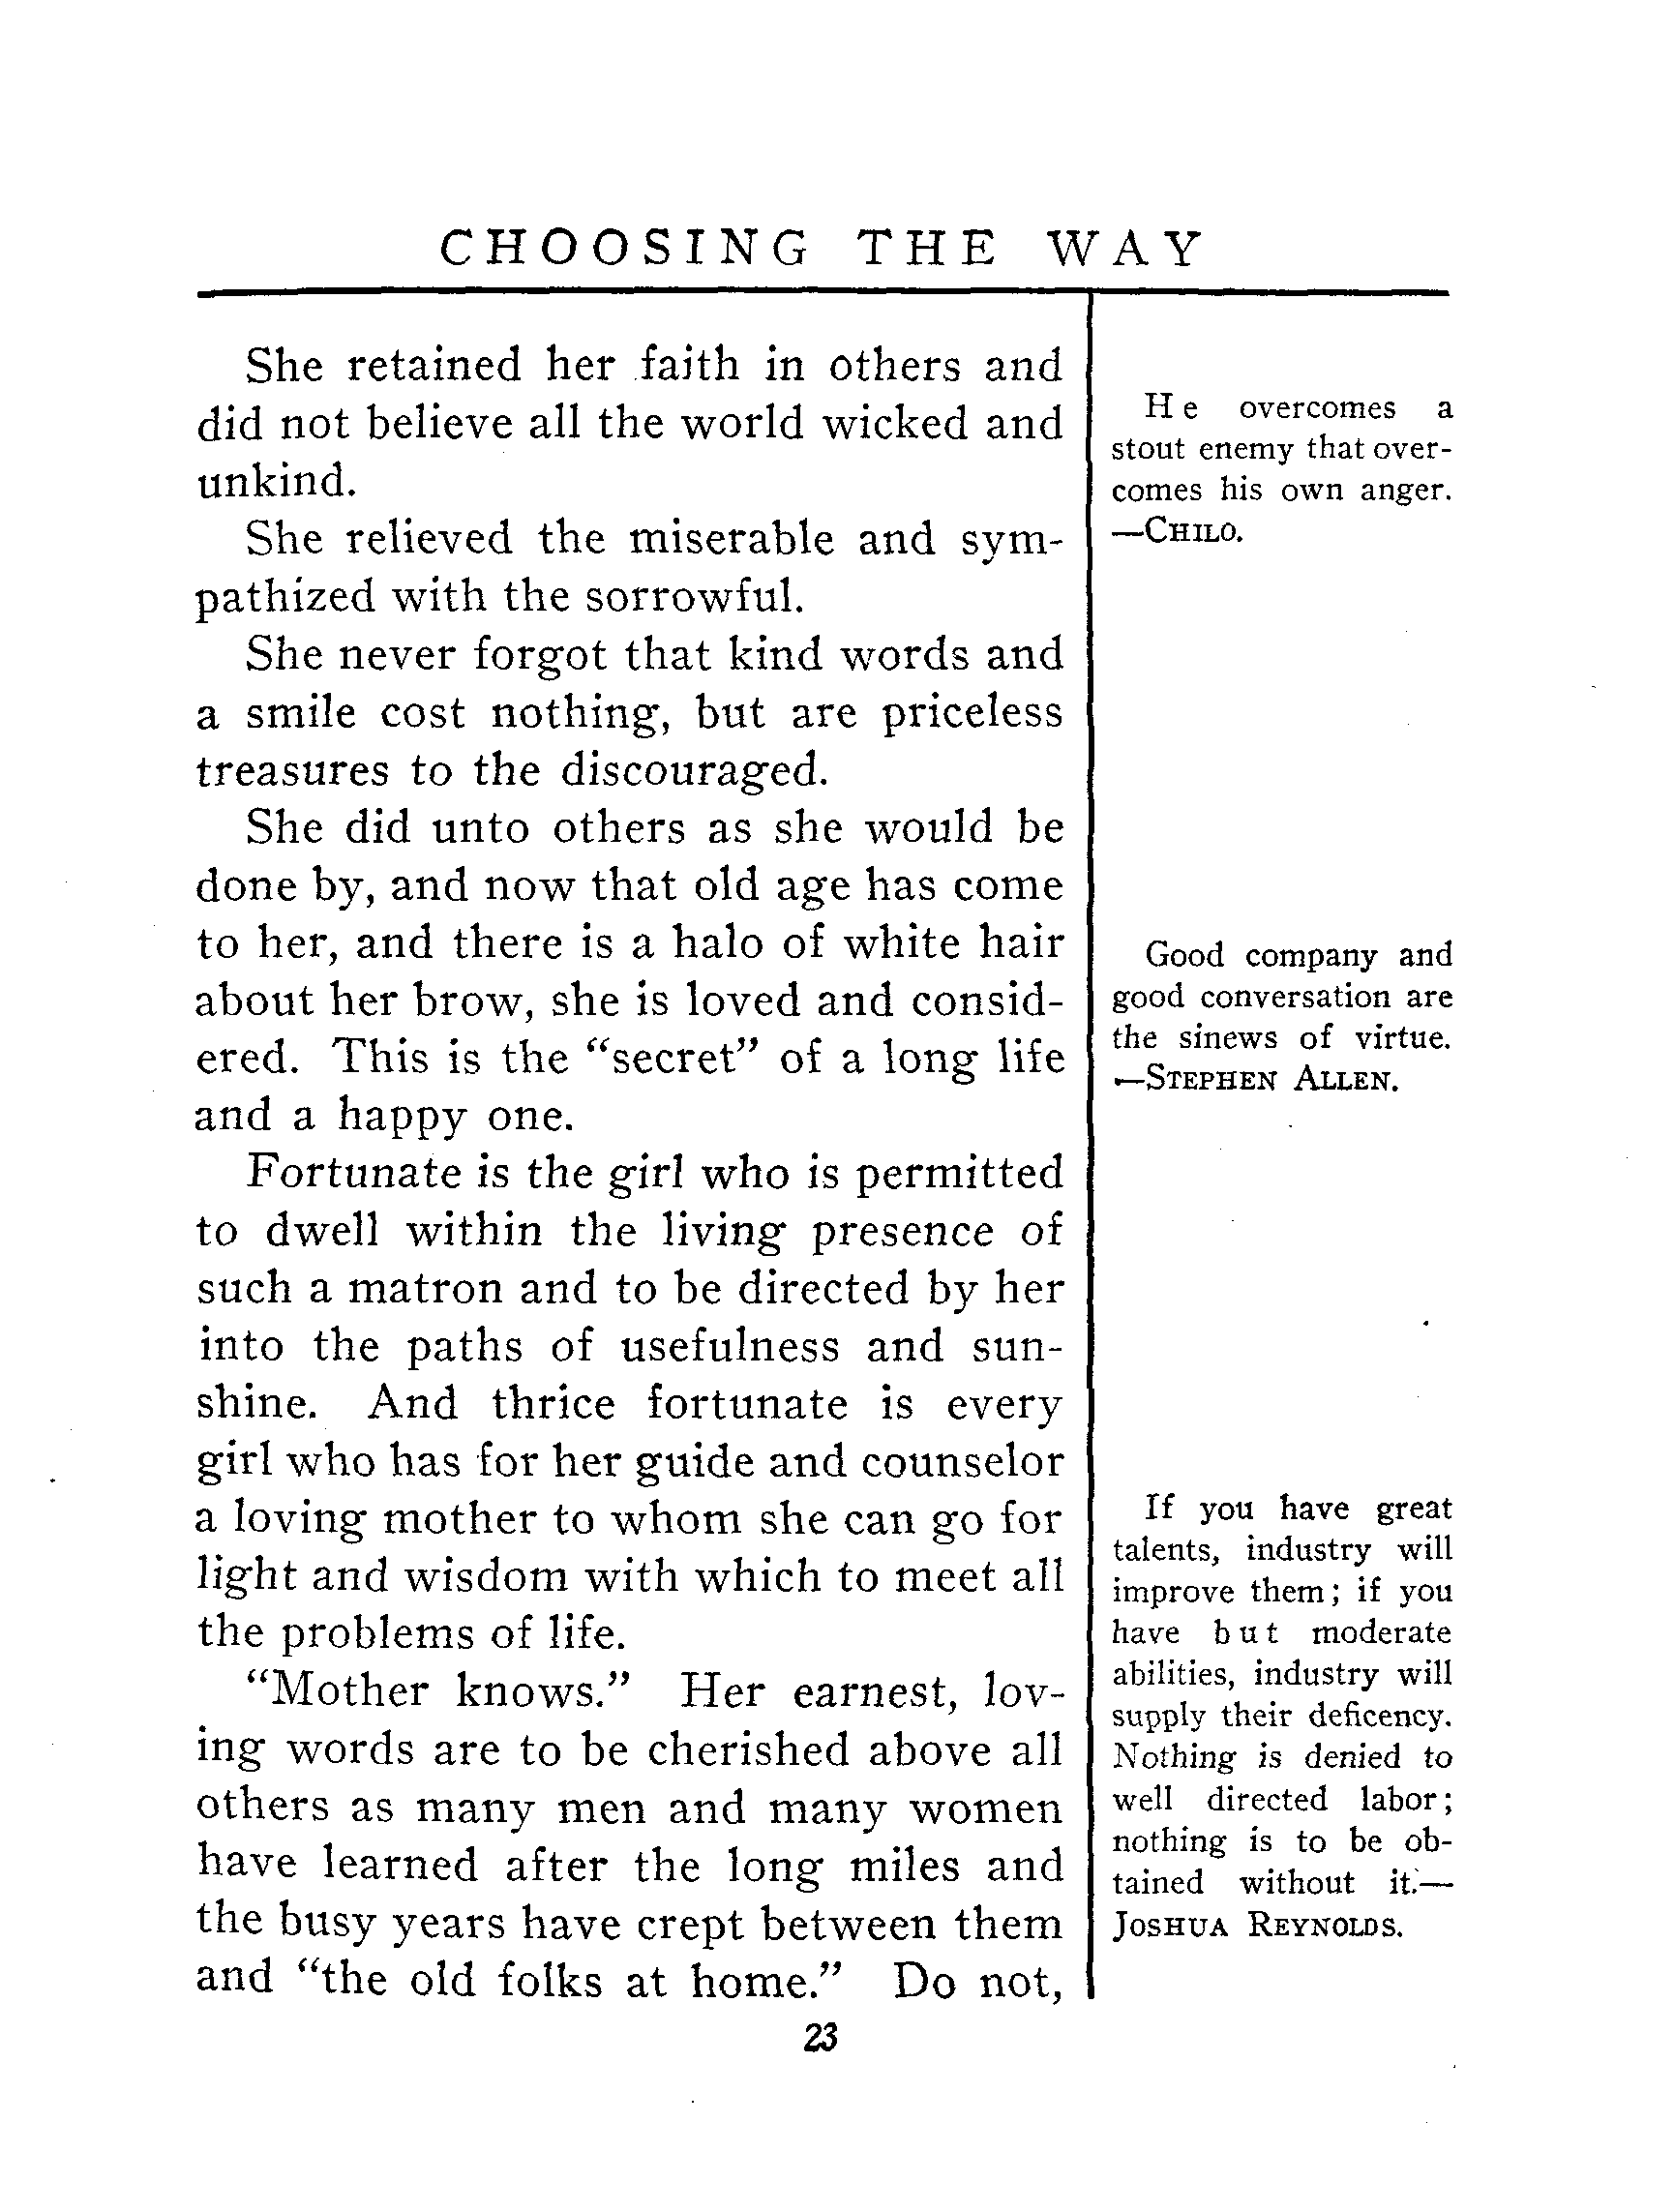 CHOOSING THE WAY
She retained her faith in others and
did not believe all the world wicked and
unkind.
She relieved the miserable and sym-
pathized with the sorrowful.
She never forgot that kind words and
a smile cost nothing, but are priceless
treasures to the discouraged.
She did unto others as she would be
done by, and now that old age has come
to her, and there is a halo of white hair
about her brow, she is loved and consid-
ered. This is the “secret” of a long life
and a happy one.
Fortunate is the girl who is permitted
to dwell within the living presence of
such a matron and to be directed by her
into the paths of usefulness and sun-
shine. And thrice fortunate is every
girl who has for her guide and counselor
a loving mother to whom she can go for
light and wisdom with which to meet all
the problems of life.
“Mother knows.” Her earnest, lov-
ing words are to be cherished above all
others as many men and many women
have learned after the long miles and
the busy years have crept between them
and “the old folks at home.” Do not,
He overcomes a
stout enemy that over-
comes his own anger.
—CHILO.
Good company and
good conversation are
the sinews of virtue.
—STEPHEN ALLEN.
If you have great
talents, industry will
improve them; if you
have but moderate
abilities, industry will
supply their deficency.
Nothing is denied to
well directed labor;
nothing is to be ob-
tained without it.—
JOSHUA REYNOLDS.
23